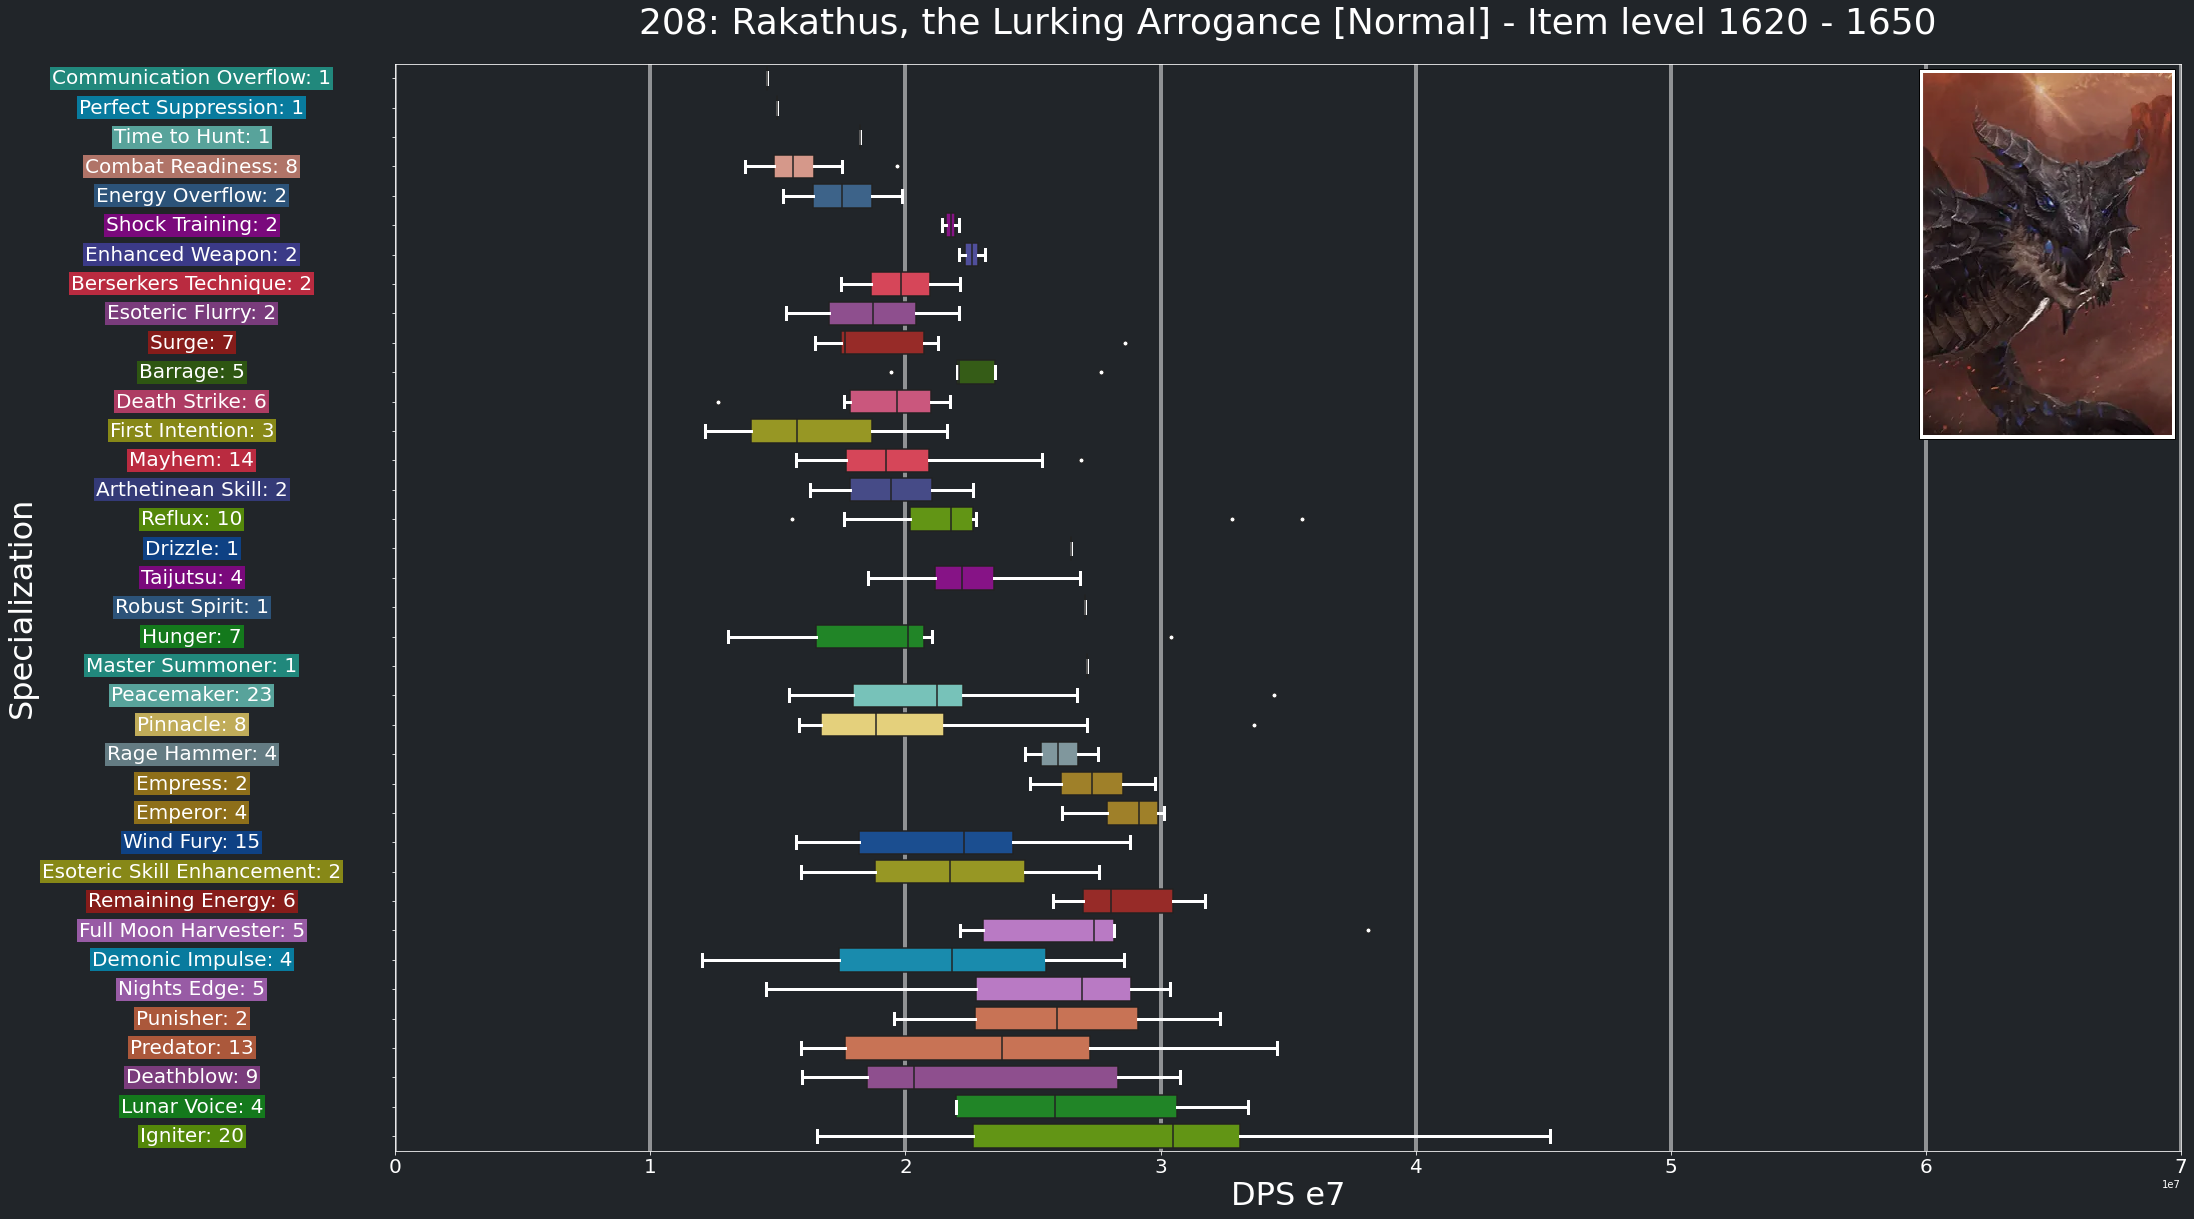 208: Rakathus, the Lurking Arrogance [Normal] - Item level 1620 - 1650
Communication Overflow: 1
Perfect Suppression: 1
Time to Hunt: 1
Combat Readiness: 8
Energy Overflow: 2
Shock Training: 2
Enhanced Weapon: 2
Berserkers Technique: 2
Esoteric Flurry: 2
Surge: 7
Barrage: 5
Death Strike: 6
First Intention: 3
Mayhem: 14
Arthetinean Skill: 2
Reflux: 10
Drizzle: 1
Taijutsu: 4
Robust Spirit: 1
Hunger: 7
Master Summoner: 1
Peacemaker: 23
Pinnacle: 8
Rage Hammer: 4
Empress: 2
Emperor: 4
Wind Fury: 15
Esoteric Skill Enhancement: 2
Remaining Energy: 6
Full Moon Harvester: 5
Demonic Impulse: 4
Nights Edge: 5
Punisher: 2
Predator: 13
Deathblow: 9
Lunar Voice: 4
Igniter: 20
Specialization
0 1 2 3 4 5 6 7
DPS e7
1e7